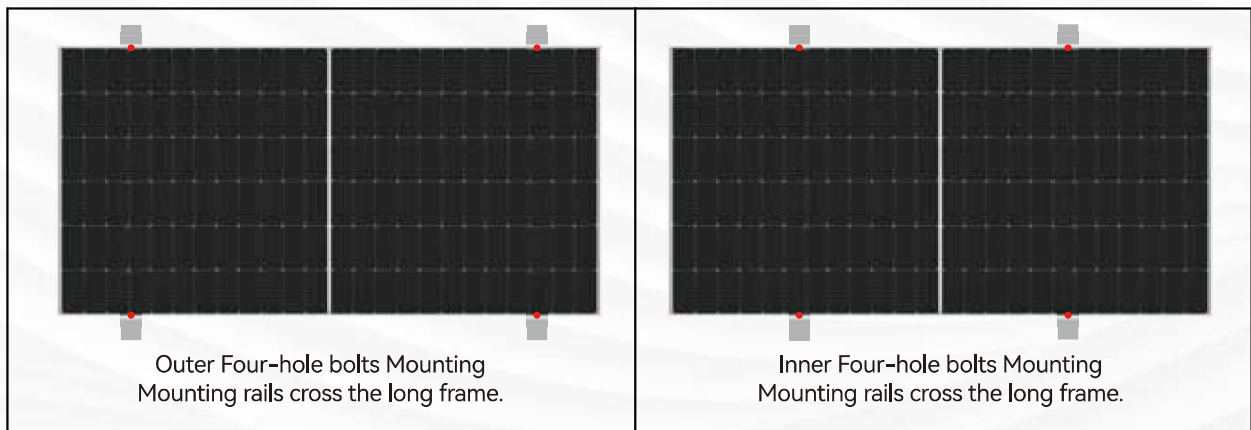 Outer Four-hole bolts Mounting
Mounting rails cross the long frame.
Inner Four-hole bolts Mounting
Mounting rails cross the long frame.